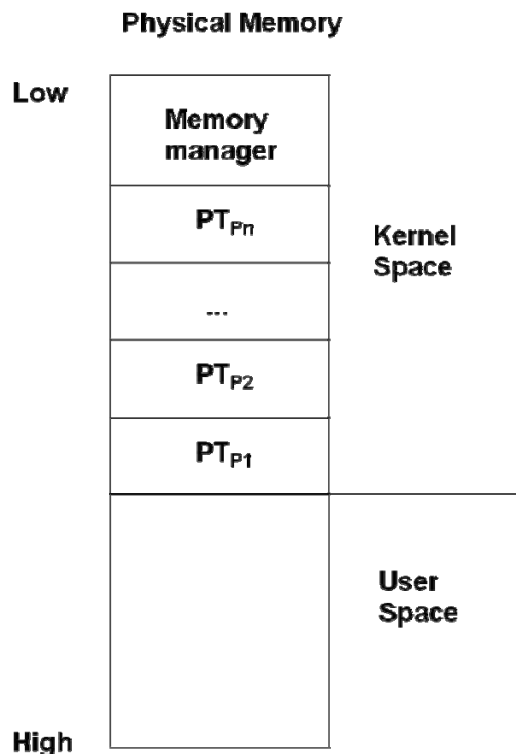 Physical Memory
Low
Memory
manager
PTPn
Kernel
Space
...
PTP2
PTP1
User
Space
High